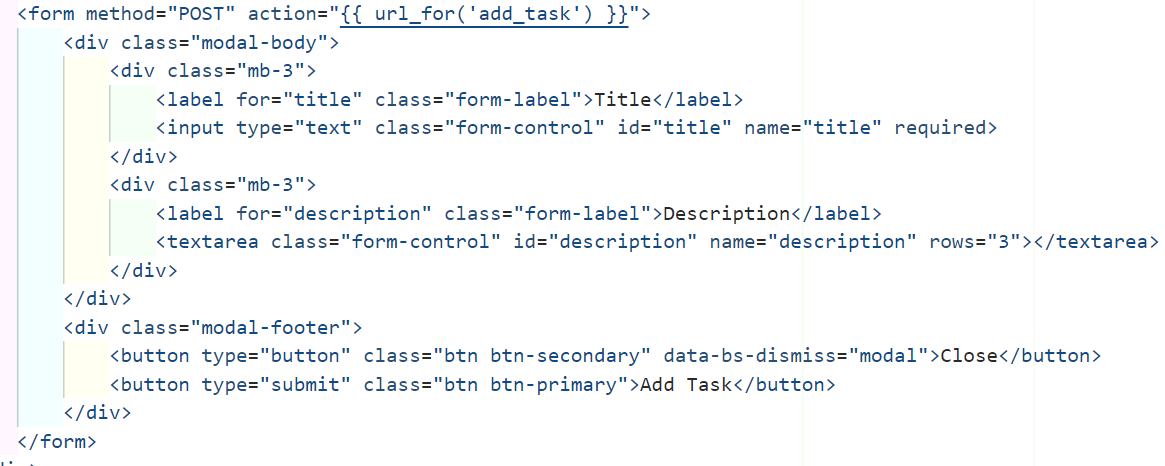 <form method="POST" action="{{ url_for('add_task') }}">
<div class="modal-body">
<div class="mb-3">
<label for="title" class="form-label">Title</label>
<input type="text" class="form-control" id="title" name="title" required>
</div>
<div class="mb-3">
<label for="description" class="form-label">Description</label>
<textarea class="form-control" id="description" name="description" rows="3"></textarea>
</div>
</div>
<div class="modal-footer">
<button type="button" class="btn btn-secondary" data-bs-dismiss="modal">Close</button>
<button type="submit" class="btn btn-primary">Add Task</button>
</div>
</form>